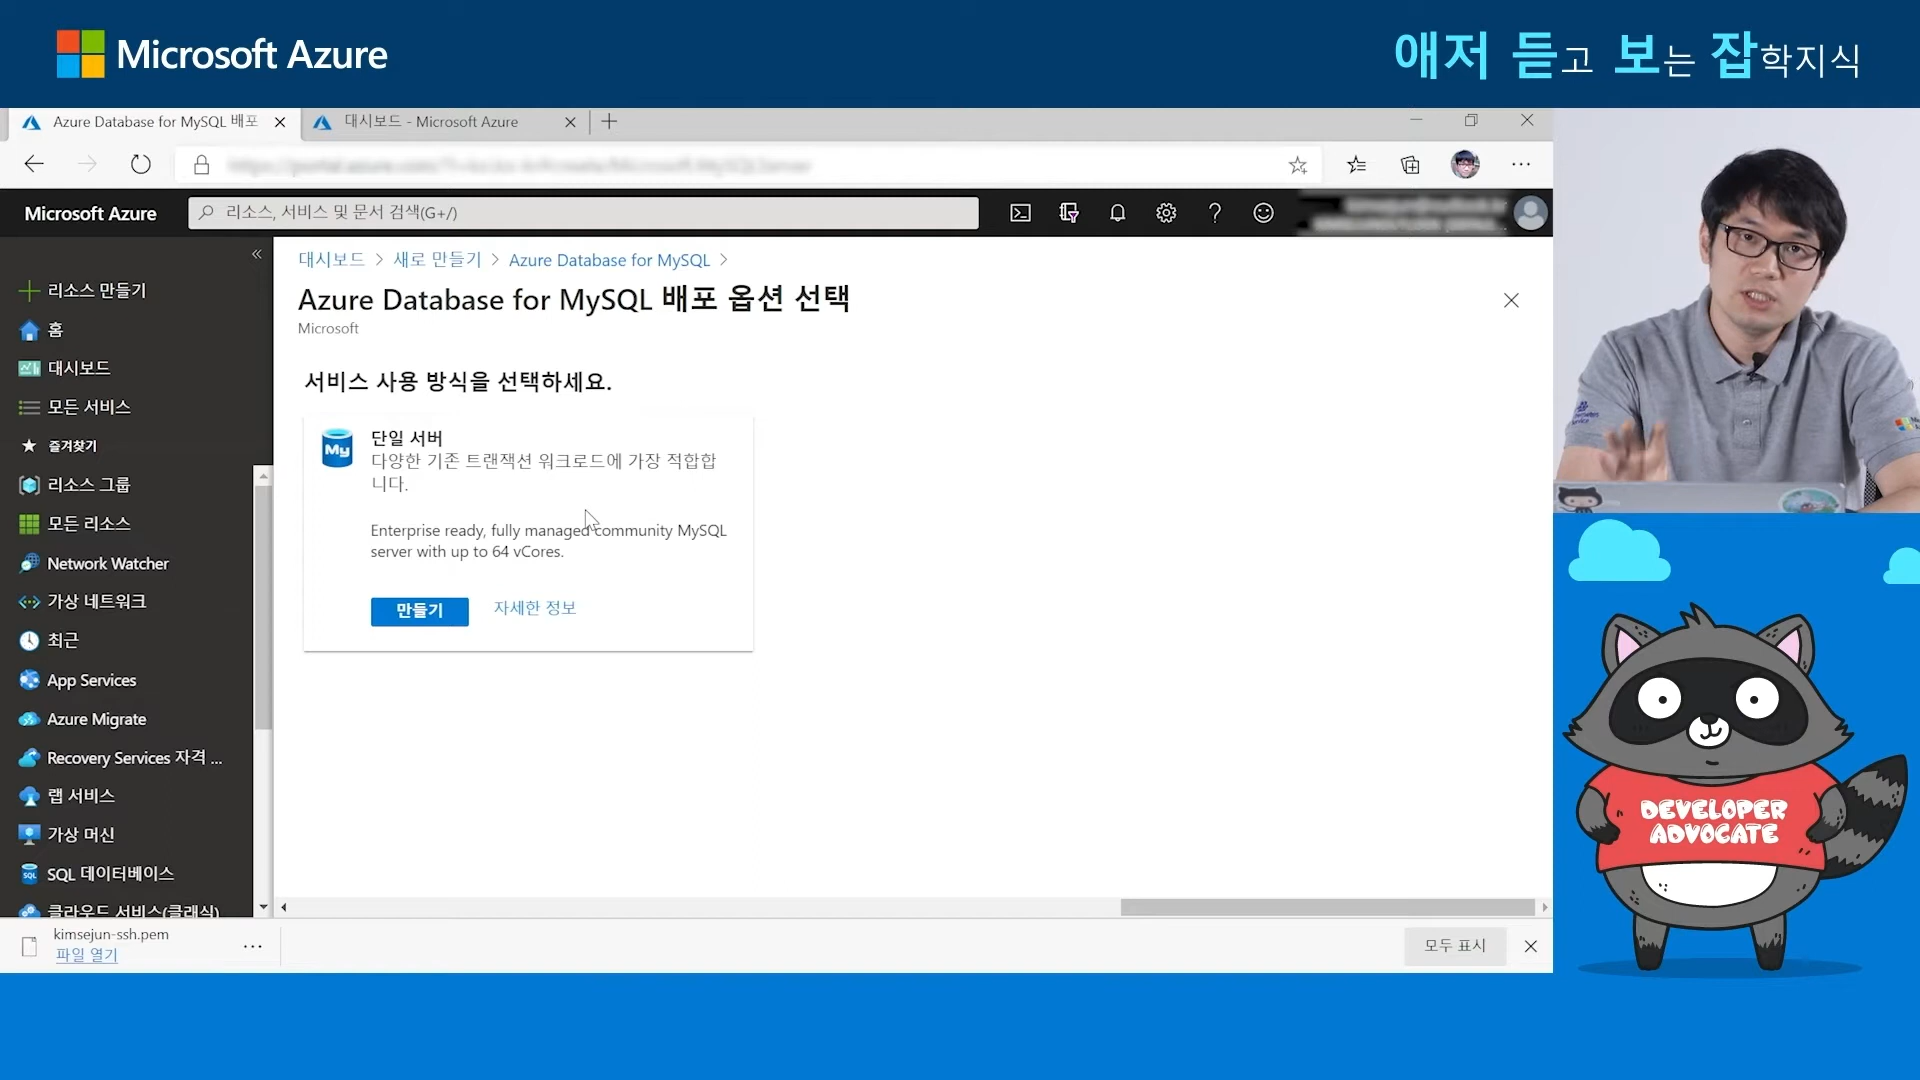 Microsoft Azure
애저 듣고 보는 잡학지식
Azure Database for MySQL 배포
대시보드 - Microsoft Azure
Microsoft Azure
리소스, 서비스 및 문서 검색(G+/)
리소스 만들기
홈
대시보드
모든 서비스
즐겨찾기
리소스 그룹
모든 리소스
Network Watcher
가상 네트워크
최근
App Services
Azure Migrate
Recovery Services 자격 ...
랩 서비스
가상 머신
SQL 데이터베이스
클라우드 서비스(클래식)
대시보드 > 새로 만들기 > Azure Database for MySQL >
Azure Database for MySQL 배포 옵션 선택
Microsoft
서비스 사용 방식을 선택하세요.
My
단일 서버
다양한 기존 트랜잭션 워크로드에 가장 적합합
니다.
Enterprise ready, fully managed community MySQL
server with up to 64 vCores.
만들기
자세한 정보
kimsejun-ssh.pem
파일 열기
모두 표시
DEVELOPER
ADVOCATE